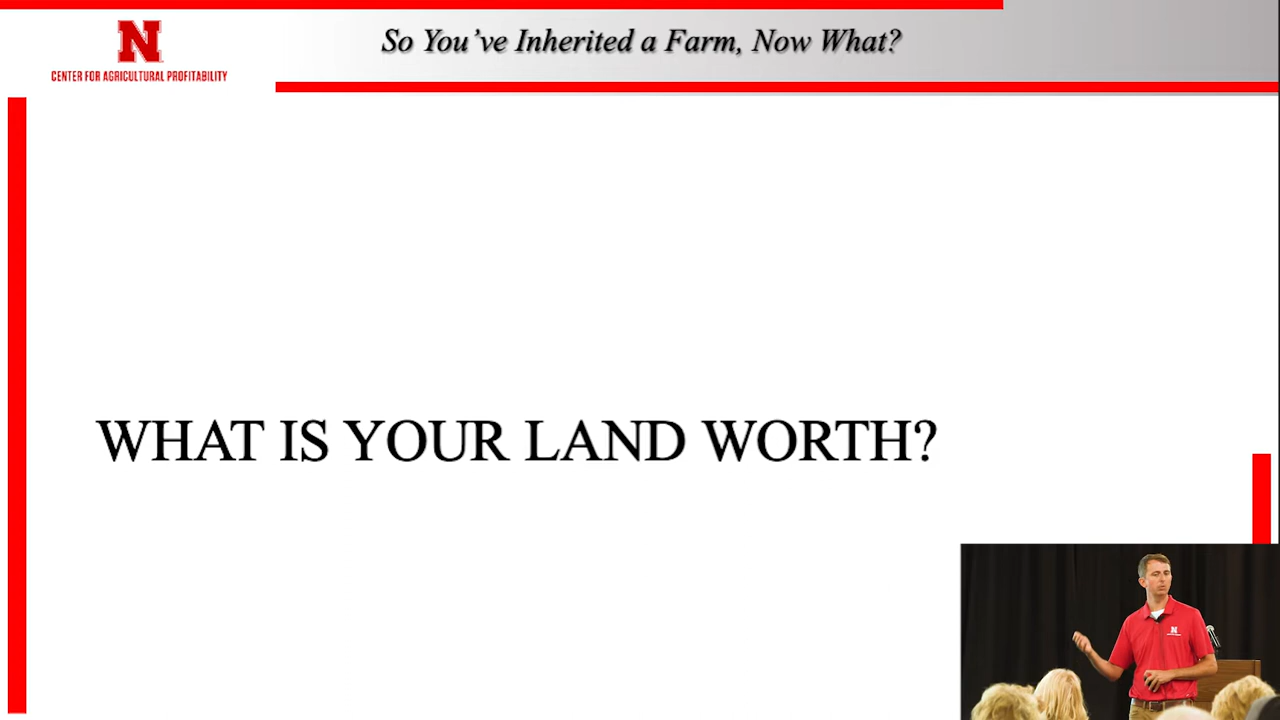 So You've Inherited a Farm, Now What?
N
CENTER FOR AGRICULTURAL PROFITABILITY
WHAT IS YOUR LAND WORTH?
N